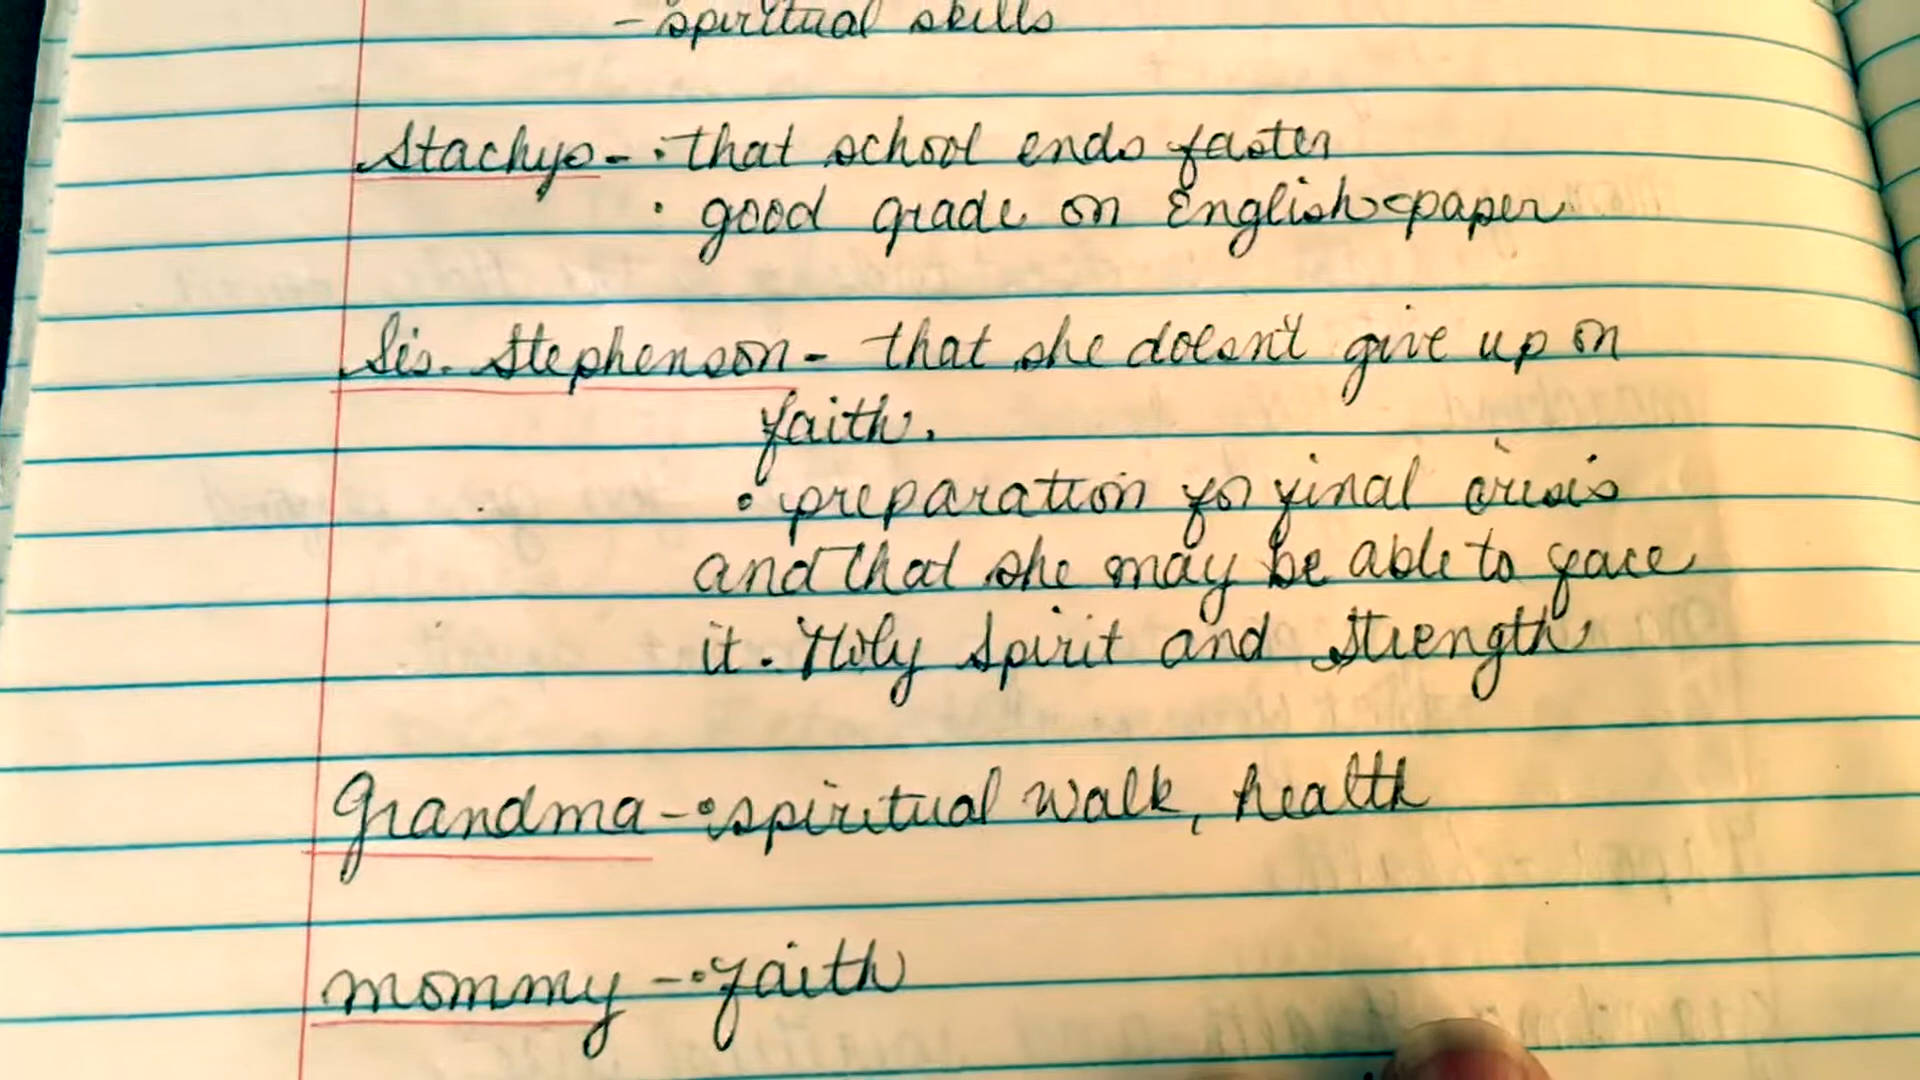 - spiritual skills
Stachys - • that school ends faster
• good grade on English paper
Sis. Stephenson - that she doesn't give up on
faith.
• preparation for final crisis
and that she may be able to face
it. Holy Spirit and strength
Grandma - • spiritual walk, health
mommy - • faith